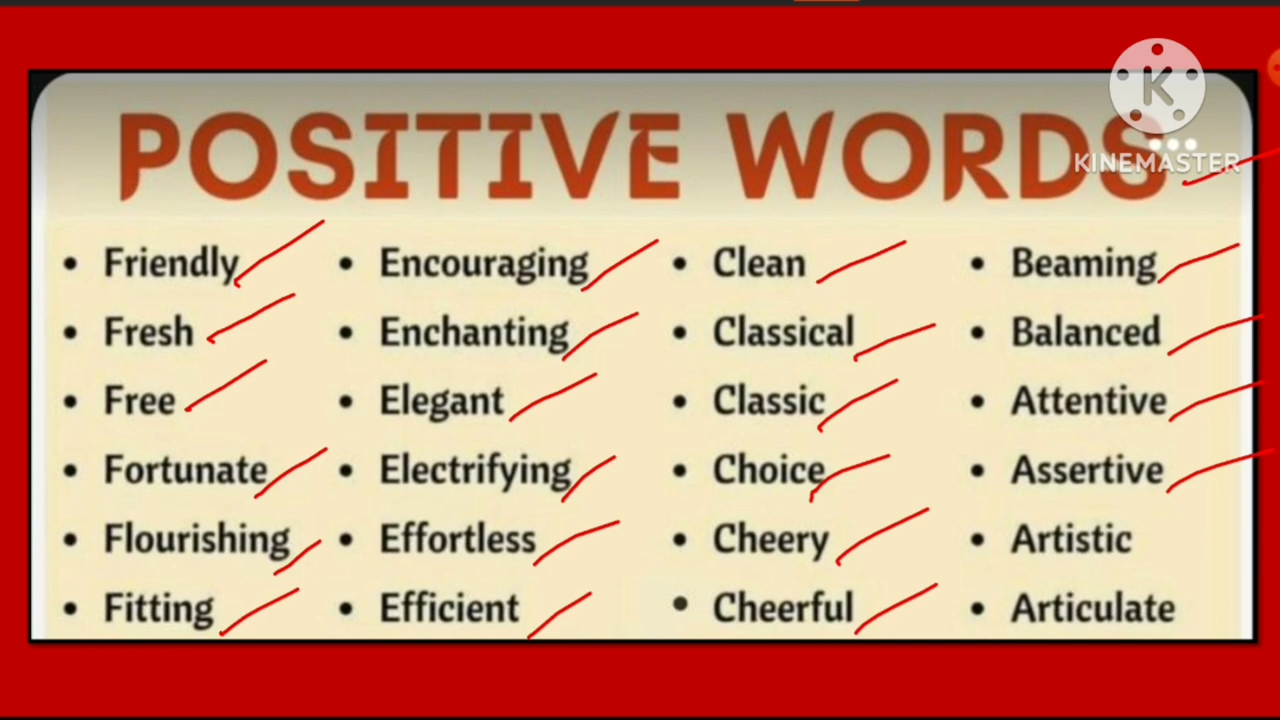 POSITIVE WORDS
K
KINEMASTER
• Friendly
• Fresh
• Free
• Fortunate
• Flourishing
• Fitting
• Encouraging
• Enchanting
• Elegant
• Electrifying
• Effortless
• Efficient
• Clean
• Classical
• Classic
• Choice
• Cheery
• Cheerful
• Beaming
• Balanced
• Attentive
• Assertive
• Artistic
• Articulate